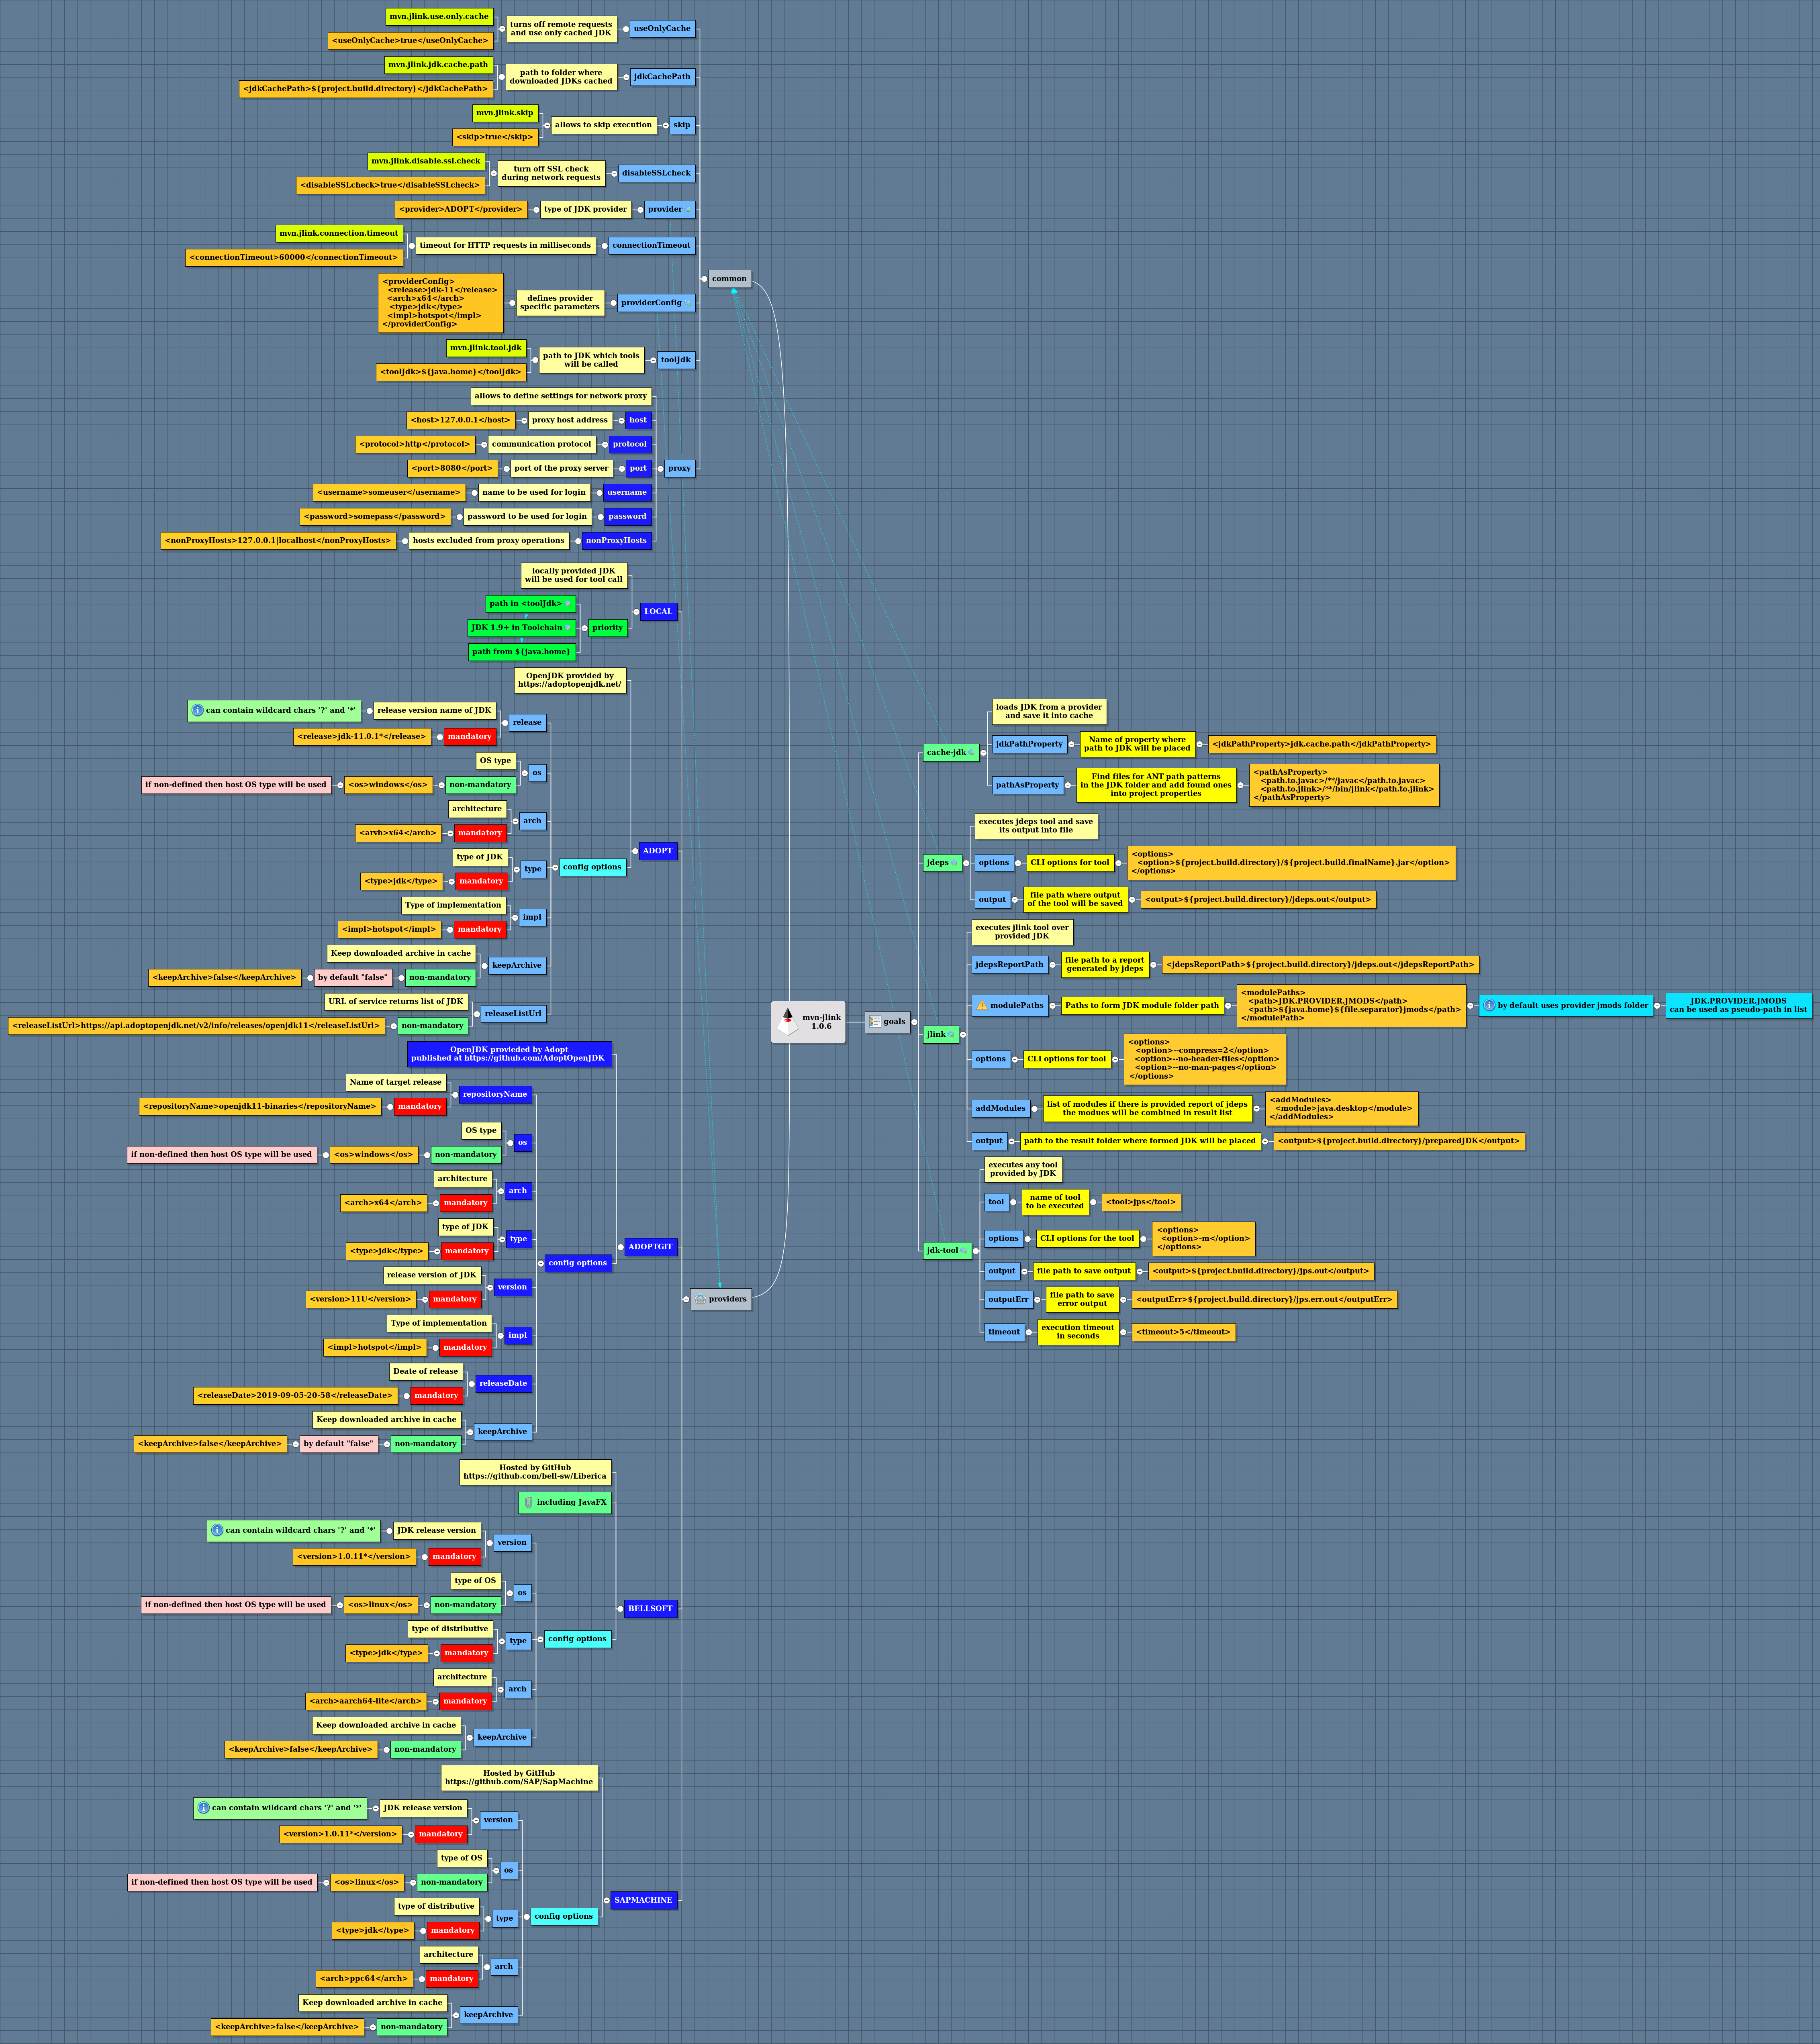 mvn-jlink
1.0.6
common
useOnlyCache
turns off remote requests
and use only cached JDK
mvn.jlink.use.only.cache
<useOnlyCache>true</useOnlyCache>
jdkCachePath
path to folder where
downloaded JDKs cached
mvn.jlink.jdk.cache.path
<jdkCachePath>${project.build.directory}</jdkCachePath>
skip
allows to skip execution
mvn.jlink.skip
<skip>true</skip>
disableSSLcheck
turn off SSL check
during network requests
mvn.jlink.disable.ssl.check
<disableSSLcheck>true</disableSSLcheck>
provider
type of JDK provider
<provider>ADOPT</provider>
connectionTimeout
timeout for HTTP requests in milliseconds
mvn.jlink.connection.timeout
<connectionTimeout>60000</connectionTimeout>
providerConfig
defines provider
specific parameters
<providerConfig>
<release>jdk-11</release>
<arch>x64</arch>
<type>jdk</type>
<impl>hotspot</impl>
</providerConfig>
toolJdk
path to JDK which tools
will be called
mvn.jlink.tool.jdk
<toolJdk>${java.home}</toolJdk>
proxy
allows to define settings for network proxy
host
proxy host address
<host>127.0.0.1</host>
protocol
communication protocol
<protocol>http</protocol>
port
port of the proxy server
<port>8080</port>
username
name to be used for login
<username>someuser</username>
password
password to be used for login
<password>somepass</password>
nonProxyHosts
hosts excluded from proxy operations
<nonProxyHosts>127.0.0.1|localhost</nonProxyHosts>
providers
LOCAL
locally provided JDK
will be used for tool call
priority
path in <toolJdk>
JDK 1.9+ in Toolchain
path from ${java.home}
ADOPT
OpenJDK provided by
https://adoptopenjdk.net/
config options
release
release version name of JDK
can contain wildcard chars '?' and '*'
mandatory
<release>jdk-11.0.1*</release>
os
OS type
non-mandatory
<os>windows</os>
if non-defined then host OS type will be used
arch
architecture
mandatory
<arvh>x64</arch>
type
type of JDK
mandatory
<type>jdk</type>
impl
Type of implementation
mandatory
<impl>hotspot</impl>
keepArchive
Keep downloaded archive in cache
non-mandatory
by default "false"
<keepArchive>false</keepArchive>
releaseListUrl
URL of service returns list of JDK
non-mandatory
<releaseListUrl>https://api.adoptopenjdk.net/v2/info/releases/openjdk11</releaseListUrl>
ADOPTGIT
OpenJDK provieded by Adopt
published at https://github.com/AdoptOpenJDK
config options
repositoryName
Name of target release
mandatory
<repositoryName>openjdk11-binaries</repositoryName>
os
OS type
non-mandatory
<os>windows</os>
if non-defined then host OS type will be used
arch
architecture
mandatory
<arch>x64</arch>
type
type of JDK
mandatory
<type>jdk</type>
version
release version of JDK
mandatory
<version>11U</version>
impl
Type of implementation
mandatory
<impl>hotspot</impl>
releaseDate
Deate of release
mandatory
<releaseDate>2019-09-05-20-58</releaseDate>
keepArchive
Keep downloaded archive in cache
non-mandatory
by default "false"
<keepArchive>false</keepArchive>
BELLSOFT
Hosted by GitHub
https://github.com/bell-sw/Liberica
including JavaFX
config options
version
JDK release version
can contain wildcard chars '?' and '*'
mandatory
<version>1.0.11*</version>
os
type of OS
non-mandatory
<os>linux</os>
if non-defined then host OS type will be used
type
type of distributive
mandatory
<type>jdk</type>
arch
architecture
mandatory
<arch>aarch64-lite</arch>
keepArchive
Keep downloaded archive in cache
non-mandatory
<keepArchive>false</keepArchive>
SAPMACHINE
Hosted by GitHub
https://github.com/SAP/SapMachine
config options
version
JDK release version
can contain wildcard chars '?' and '*'
mandatory
<version>1.0.11*</version>
os
type of OS
non-mandatory
<os>linux</os>
if non-defined then host OS type will be used
type
type of distributive
mandatory
<type>jdk</type>
arch
architecture
mandatory
<arch>ppc64</arch>
keepArchive
Keep downloaded archive in cache
non-mandatory
<keepArchive>false</keepArchive>
goals
cache-jdk
loads JDK from a provider
and save it into cache
jdkPathProperty
Name of property where
path to JDK will be placed
<jdkPathProperty>jdk.cache.path</jdkPathProperty>
pathAsProperty
Find files for ANT path patterns
in the JDK folder and add found ones
into project properties
<pathAsProperty>
<path.to.javac>/**/javac</path.to.javac>
<path.to.jlink>/**/bin/jlink</path.to.jlink>
</pathAsProperty>
jdeps
executes jdeps tool and save
its output into file
options
CLI options for tool
<options>
<option>${project.build.directory}/${project.build.finalName}.jar</option>
</options>
output
file path where output
of the tool will be saved
<output>${project.build.directory}/jdeps.out</output>
jlink
executes jlink tool over
provided JDK
jdepsReportPath
file path to a report
generated by jdeps
<jdepsReportPath>${project.build.directory}/jdeps.out</jdepsReportPath>
modulePaths
Paths to form JDK module folder path
<modulePaths>
<path>JDK.PROVIDER.JMODS</path>
<path>${java.home}${file.separator}jmods</path>
</modulePath>
by default uses provider jmods folder
JDK.PROVIDER.JMODS
can be used as pseudo-path in list
options
CLI options for tool
<options>
<option>--compress=2</option>
<option>--no-header-files</option>
<option>--no-man-pages</option>
</options>
addModules
list of modules if there is provided report of jdeps
the modues will be combined in result list
<addModules>
<module>java.desktop</module>
</addModules>
output
path to the result folder where formed JDK will be placed
<output>${project.build.directory}/preparedJDK</output>
jdk-tool
executes any tool
provided by JDK
tool
name of tool
to be executed
<tool>jps</tool>
options
CLI options for the tool
<options>
<option>-m</option>
</options>
output
file path to save output
<output>${project.build.directory}/jps.out</output>
outputErr
file path to save
error output
<outputErr>${project.build.directory}/jps.err.out</outputErr>
timeout
execution timeout
in seconds
<timeout>5</timeout>